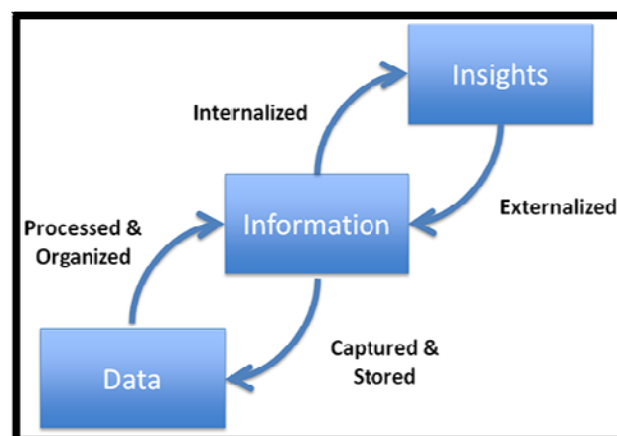 Insights
Internalized
Externalized
Information
Processed &
Organized
Captured &
Stored
Data